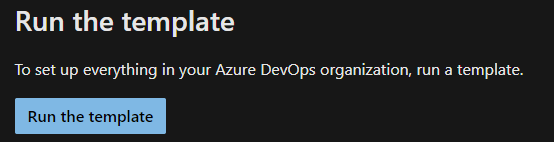 Run the template
To set up everything in your Azure DevOps organization, run a template.
Run the template